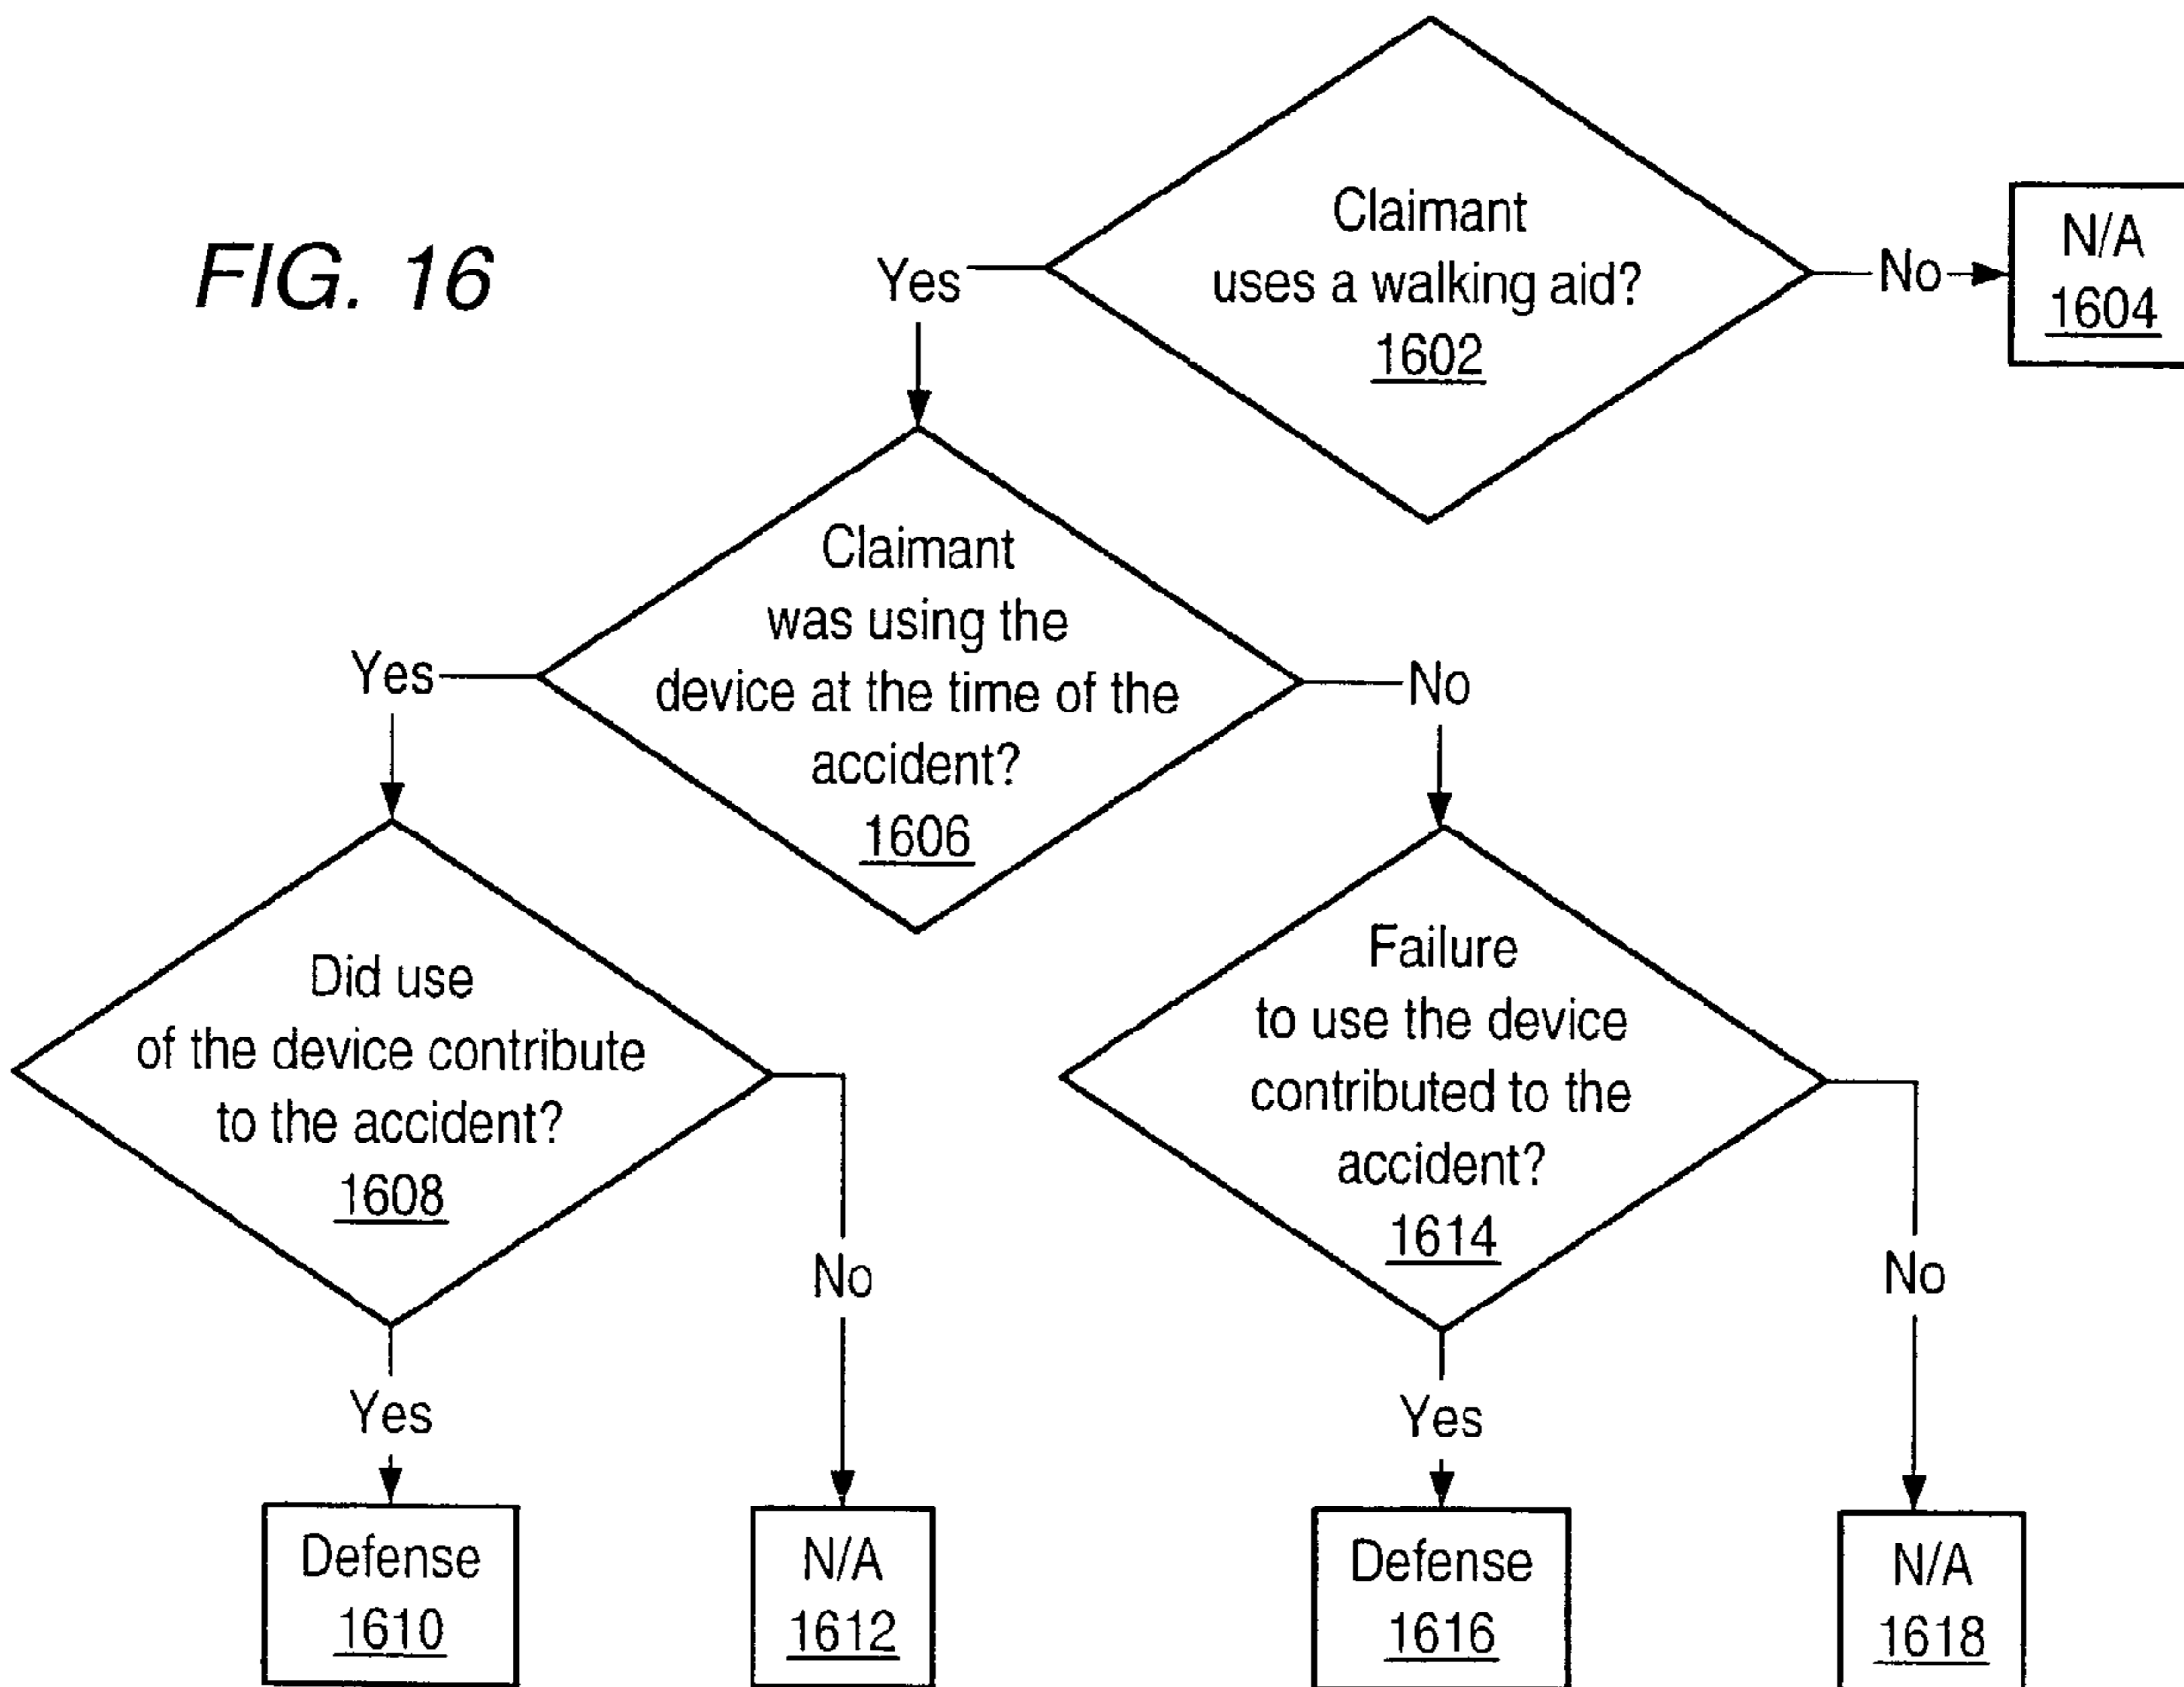 FIG. 16
Claimant
uses a walking aid?
1602
Yes
No
N/A
1604
Claimant
was using the
device at the time of the
accident?
1606
Yes
No
Did use
of the device contribute
to the accident?
1608
Failure
to use the device
contributed to the
accident?
1614
No
No
Yes
Yes
Defense
1610
N/A
1612
Defense
1616
N/A
1618